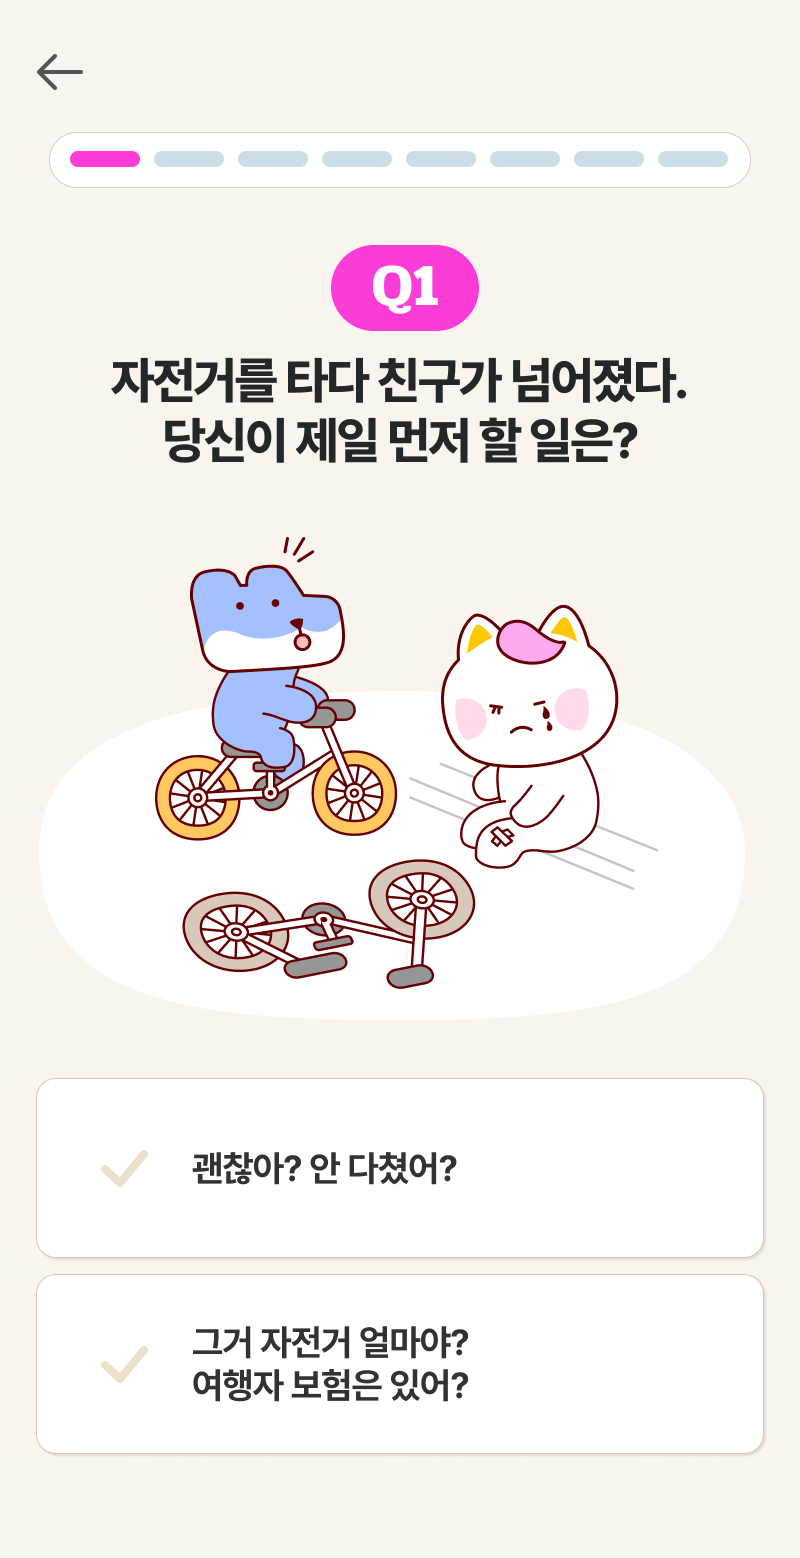 Q1
자전거를 타다 친구가 넘어졌다.
당신이 제일 먼저 할 일은?
괜찮아? 안 다쳤어?
그거 자전거 얼마야?
여행자 보험은 있어?